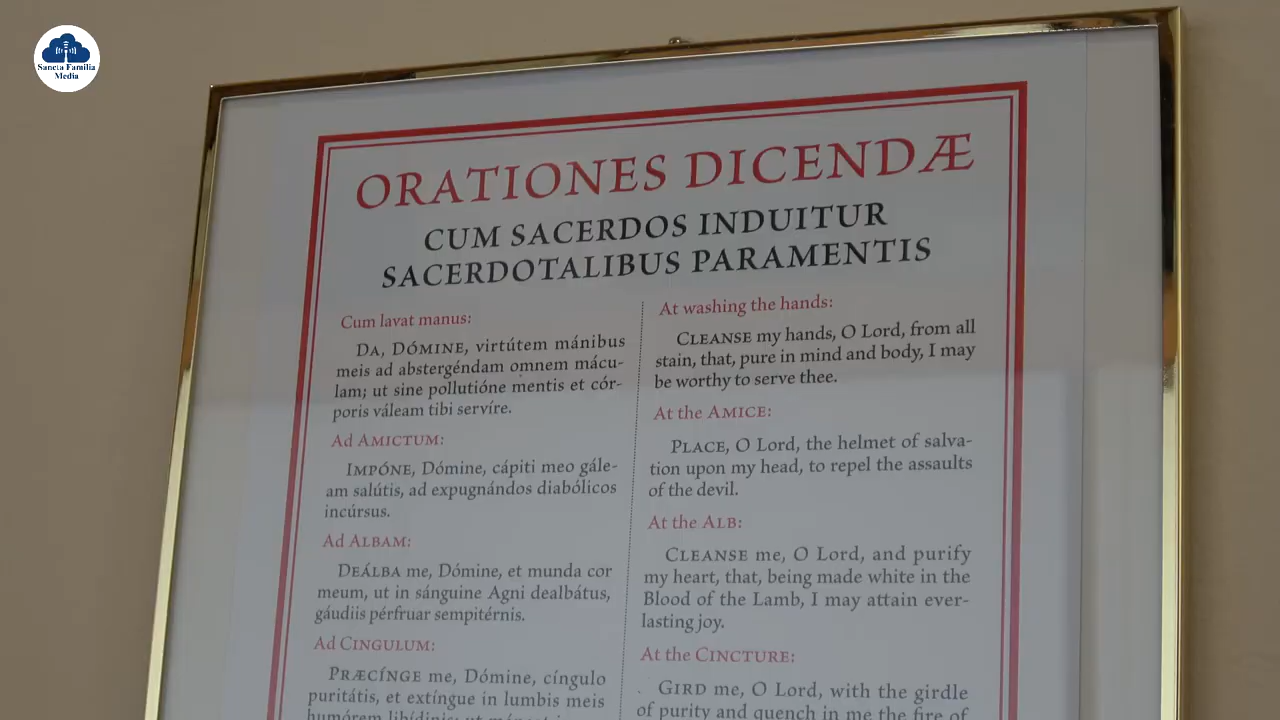 Sancta Familia
Media
ORATIONES DICENDÆ
CUM SACERDOS INDUITUR
SACERDOTALIBUS PARAMENTIS
Cum lavat manus:
DA, DÓMINE, virtútem mánibus
meis ad abstergéndam omnem mácu-
lam; ut sine pollutióne mentis et cór-
poris váleam tibi servíre.
Ad AMICTUM:
IMPÓNE, Dómine, cápiti meo gále-
am salútis, ad expugnándos diabólicos
incúrsus.
Ad ALBAM:
DEÁLBA me, Dómine, et munda cor
meum, ut in sánguine Agni dealbátus,
gáudiis pérfruar sempitérnis.
Ad CINGULUM:
PRÆCÍNGE me, Dómine, cíngulo
puritátis, et extíngue in lumbis meis
humórem libídinis; ut
At washing the hands:
CLEANSE my hands, O Lord, from all
stain, that, pure in mind and body, I may
be worthy to serve thee.
At the AMICE:
PLACE, O Lord, the helmet of salva-
tion upon my head, to repel the assaults
of the devil.
At the ALB:
CLEANSE me, O Lord, and purify
my heart, that, being made white in the
Blood of the Lamb, I may attain ever-
lasting joy.
At the CINCTURE:
GIRD me, O Lord, with the girdle
of purity and quench in me the fire of